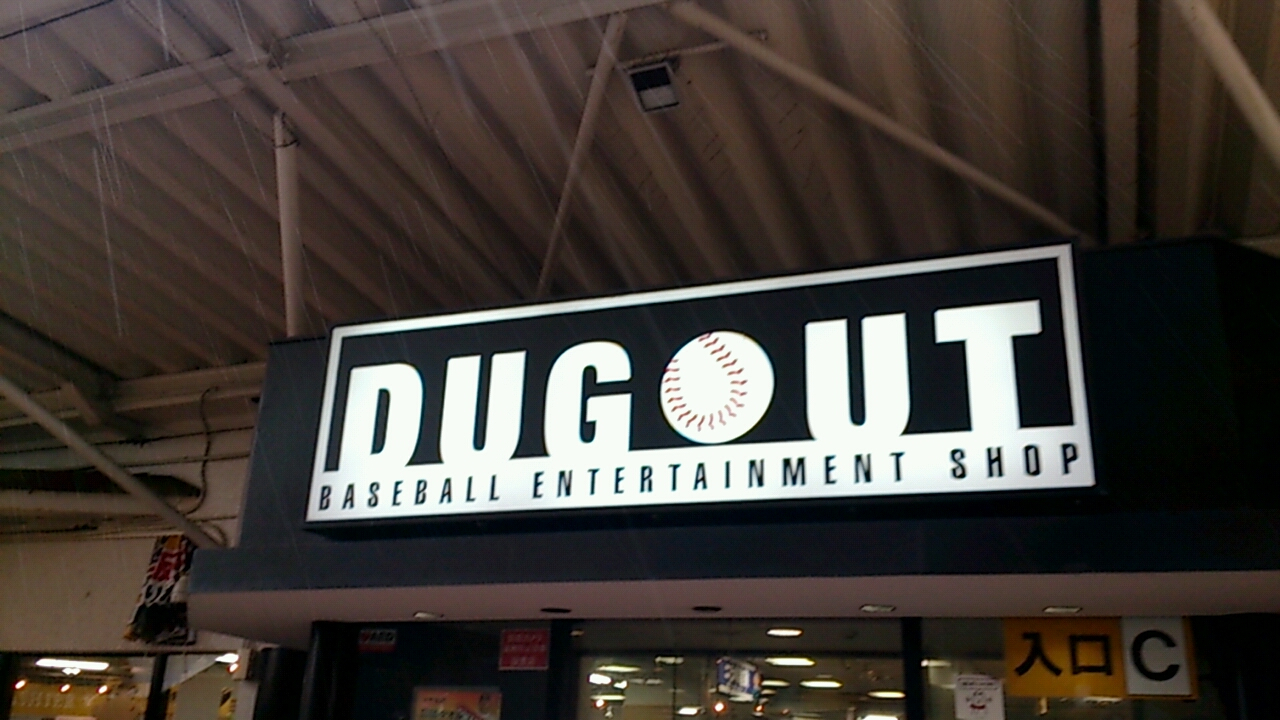 DUGOUT
BASEBALL ENTERTAINMENT SHOP
入口 C